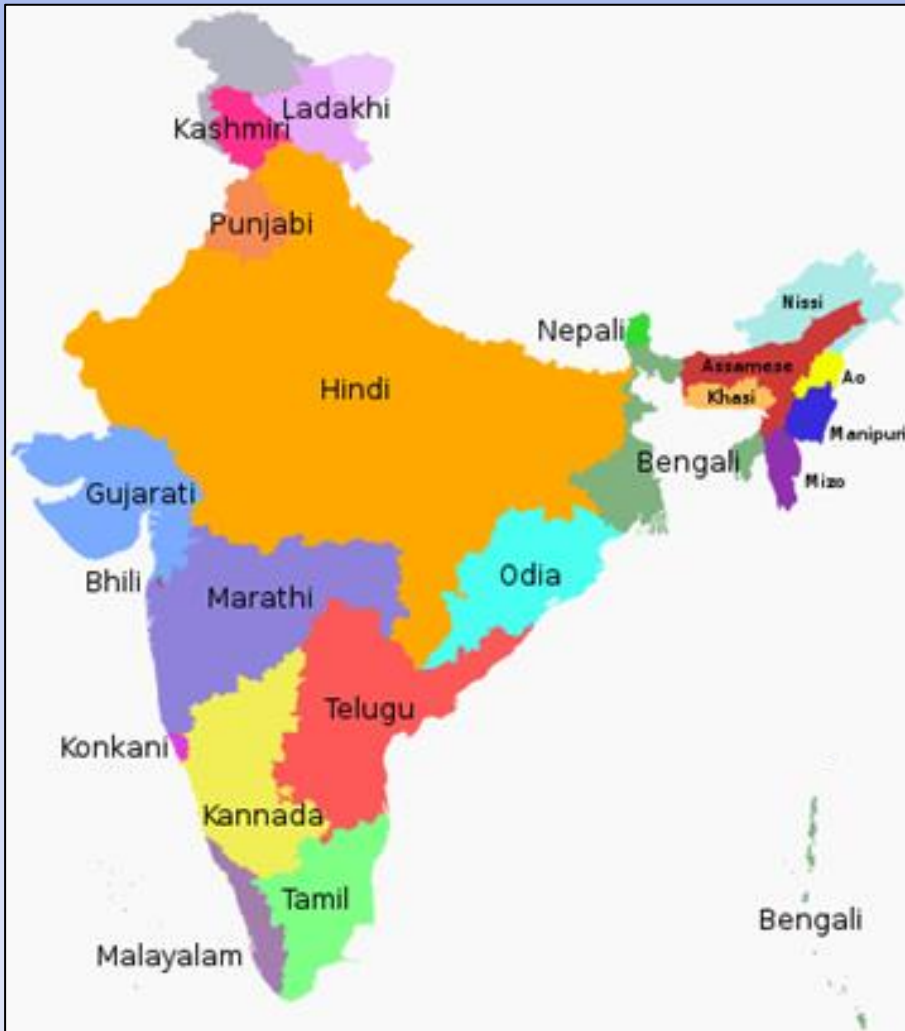 Ladakhi
Kashmiri
Punjabi
Nissi
Nepali
Assamese
Ao
Hindi
Khasi
Manipuri
Bengali
Mizo
Gujarati
Odia
Bhili
Marathi
Telugu
Konkani
Kannada
Tamil
Bengali
Malayalam